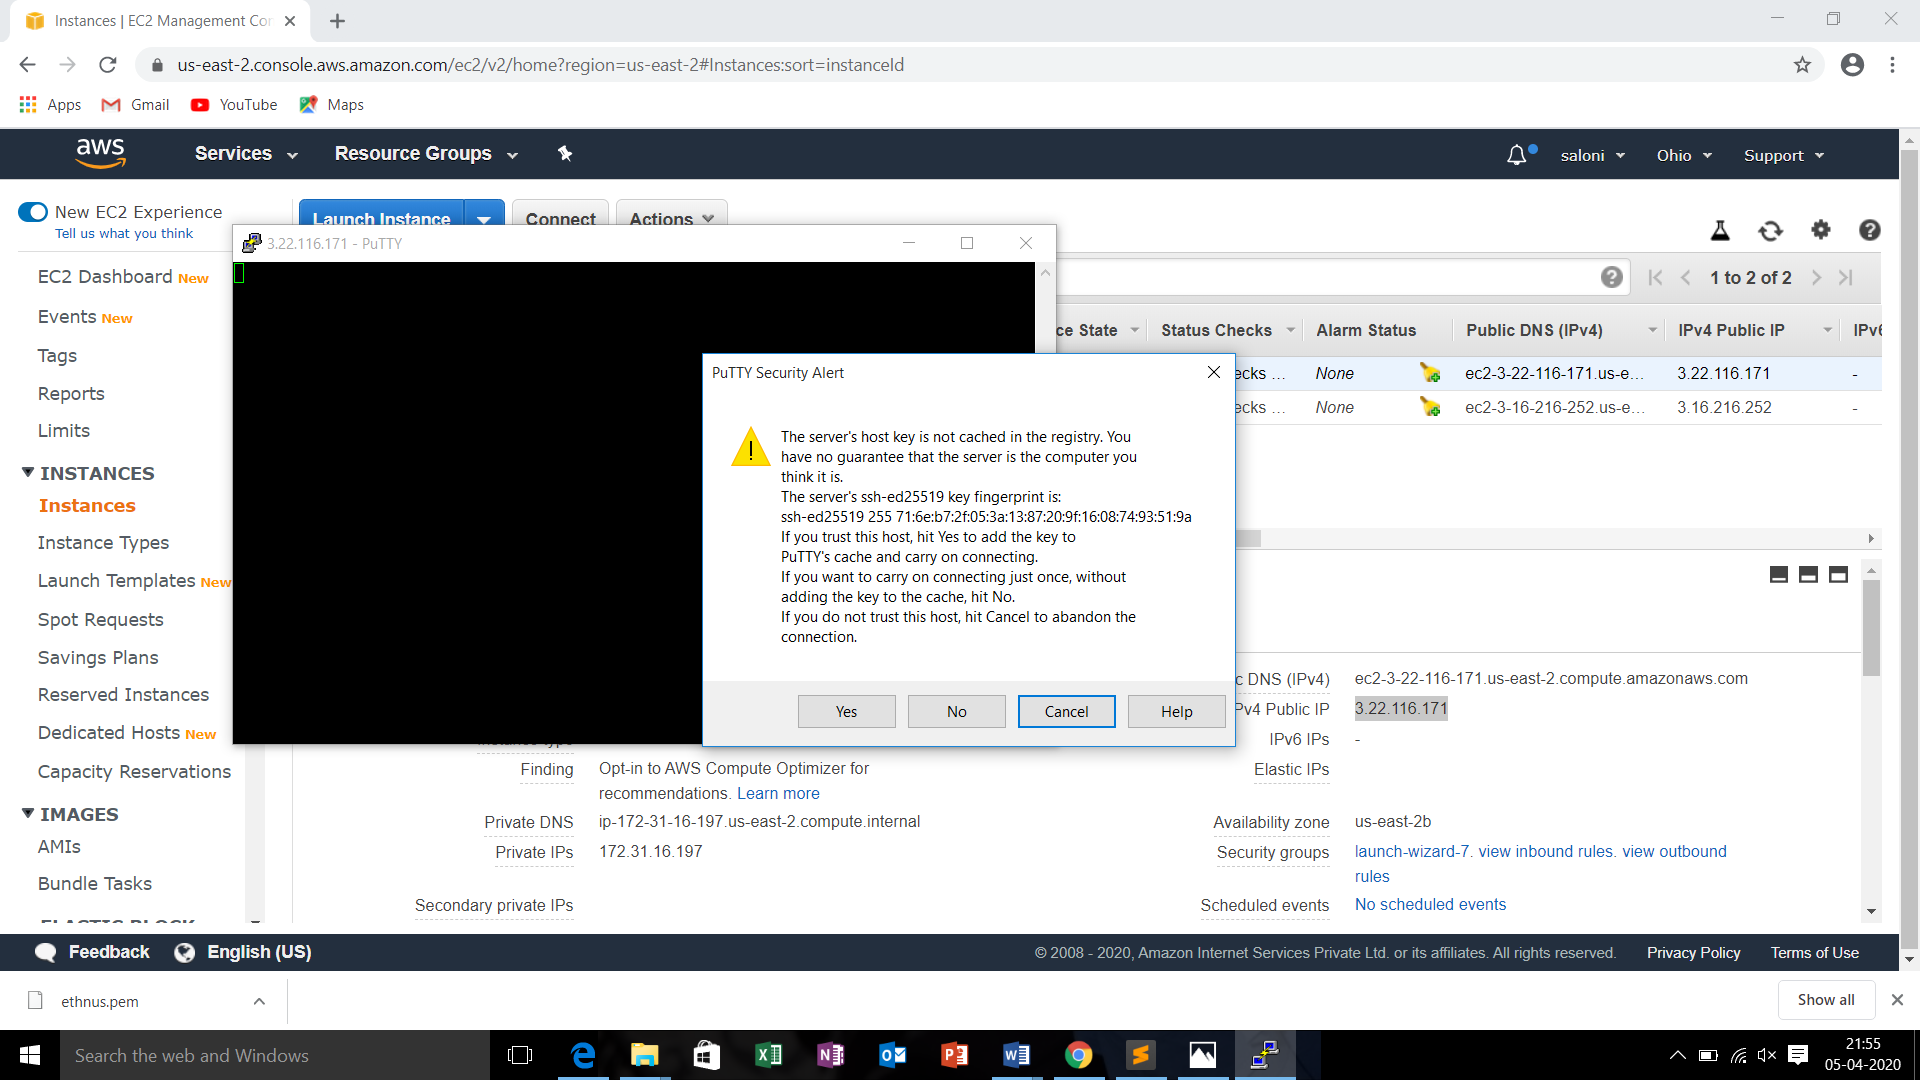 Instances | EC2 Management Con
us-east-2.console.aws.amazon.com/ec2/v2/home?region=us-east-2#Instances:sort=instanceId
Apps Gmail YouTube Maps
aws Services Resource Groups saloni Ohio Support
New EC2 Experience
Tell us what you think
Launch Instance Connect Actions
3.22.116.171 - PuTTY
1 to 2 of 2
ce State Status Checks Alarm Status Public DNS (IPv4) IPv4 Public IP IPv6
ecks ... None ec2-3-22-116-171.us-e... 3.22.116.171 -
ecks ... None ec2-3-16-216-252.us-e... 3.16.216.252 -
EC2 Dashboard New
Events New
Tags
Reports
Limits
INSTANCES
Instances
Instance Types
Launch Templates New
Spot Requests
Savings Plans
Reserved Instances
Dedicated Hosts New
Capacity Reservations
IMAGES
AMIs
Bundle Tasks
ELASTIC BLOCK
PuTTY Security Alert
The server's host key is not cached in the registry. You
have no guarantee that the server is the computer you
think it is.
The server's ssh-ed25519 key fingerprint is:
ssh-ed25519 255 71:6e:b7:2f:05:3a:13:87:20:9f:16:08:74:93:51:9a
If you trust this host, hit Yes to add the key to
PuTTY's cache and carry on connecting.
If you want to carry on connecting just once, without
adding the key to the cache, hit No.
If you do not trust this host, hit Cancel to abandon the
connection.
Yes No Cancel Help
c DNS (IPv4) ec2-3-22-116-171.us-east-2.compute.amazonaws.com
Pv4 Public IP 3.22.116.171
IPv6 IPs -
Instance type
Finding Opt-in to AWS Compute Optimizer for
recommendations. Learn more
Elastic IPs
Private DNS ip-172-31-16-197.us-east-2.compute.internal
Availability zone us-east-2b
Private IPs 172.31.16.197
Security groups launch-wizard-7. view inbound rules. view outbound
rules
Secondary private IPs
Scheduled events No scheduled events
Feedback English (US) © 2008 - 2020, Amazon Internet Services Private Ltd. or its affiliates. All rights reserved. Privacy Policy Terms of Use
ethnus.pem Show all
Search the web and Windows
21:55
05-04-2020